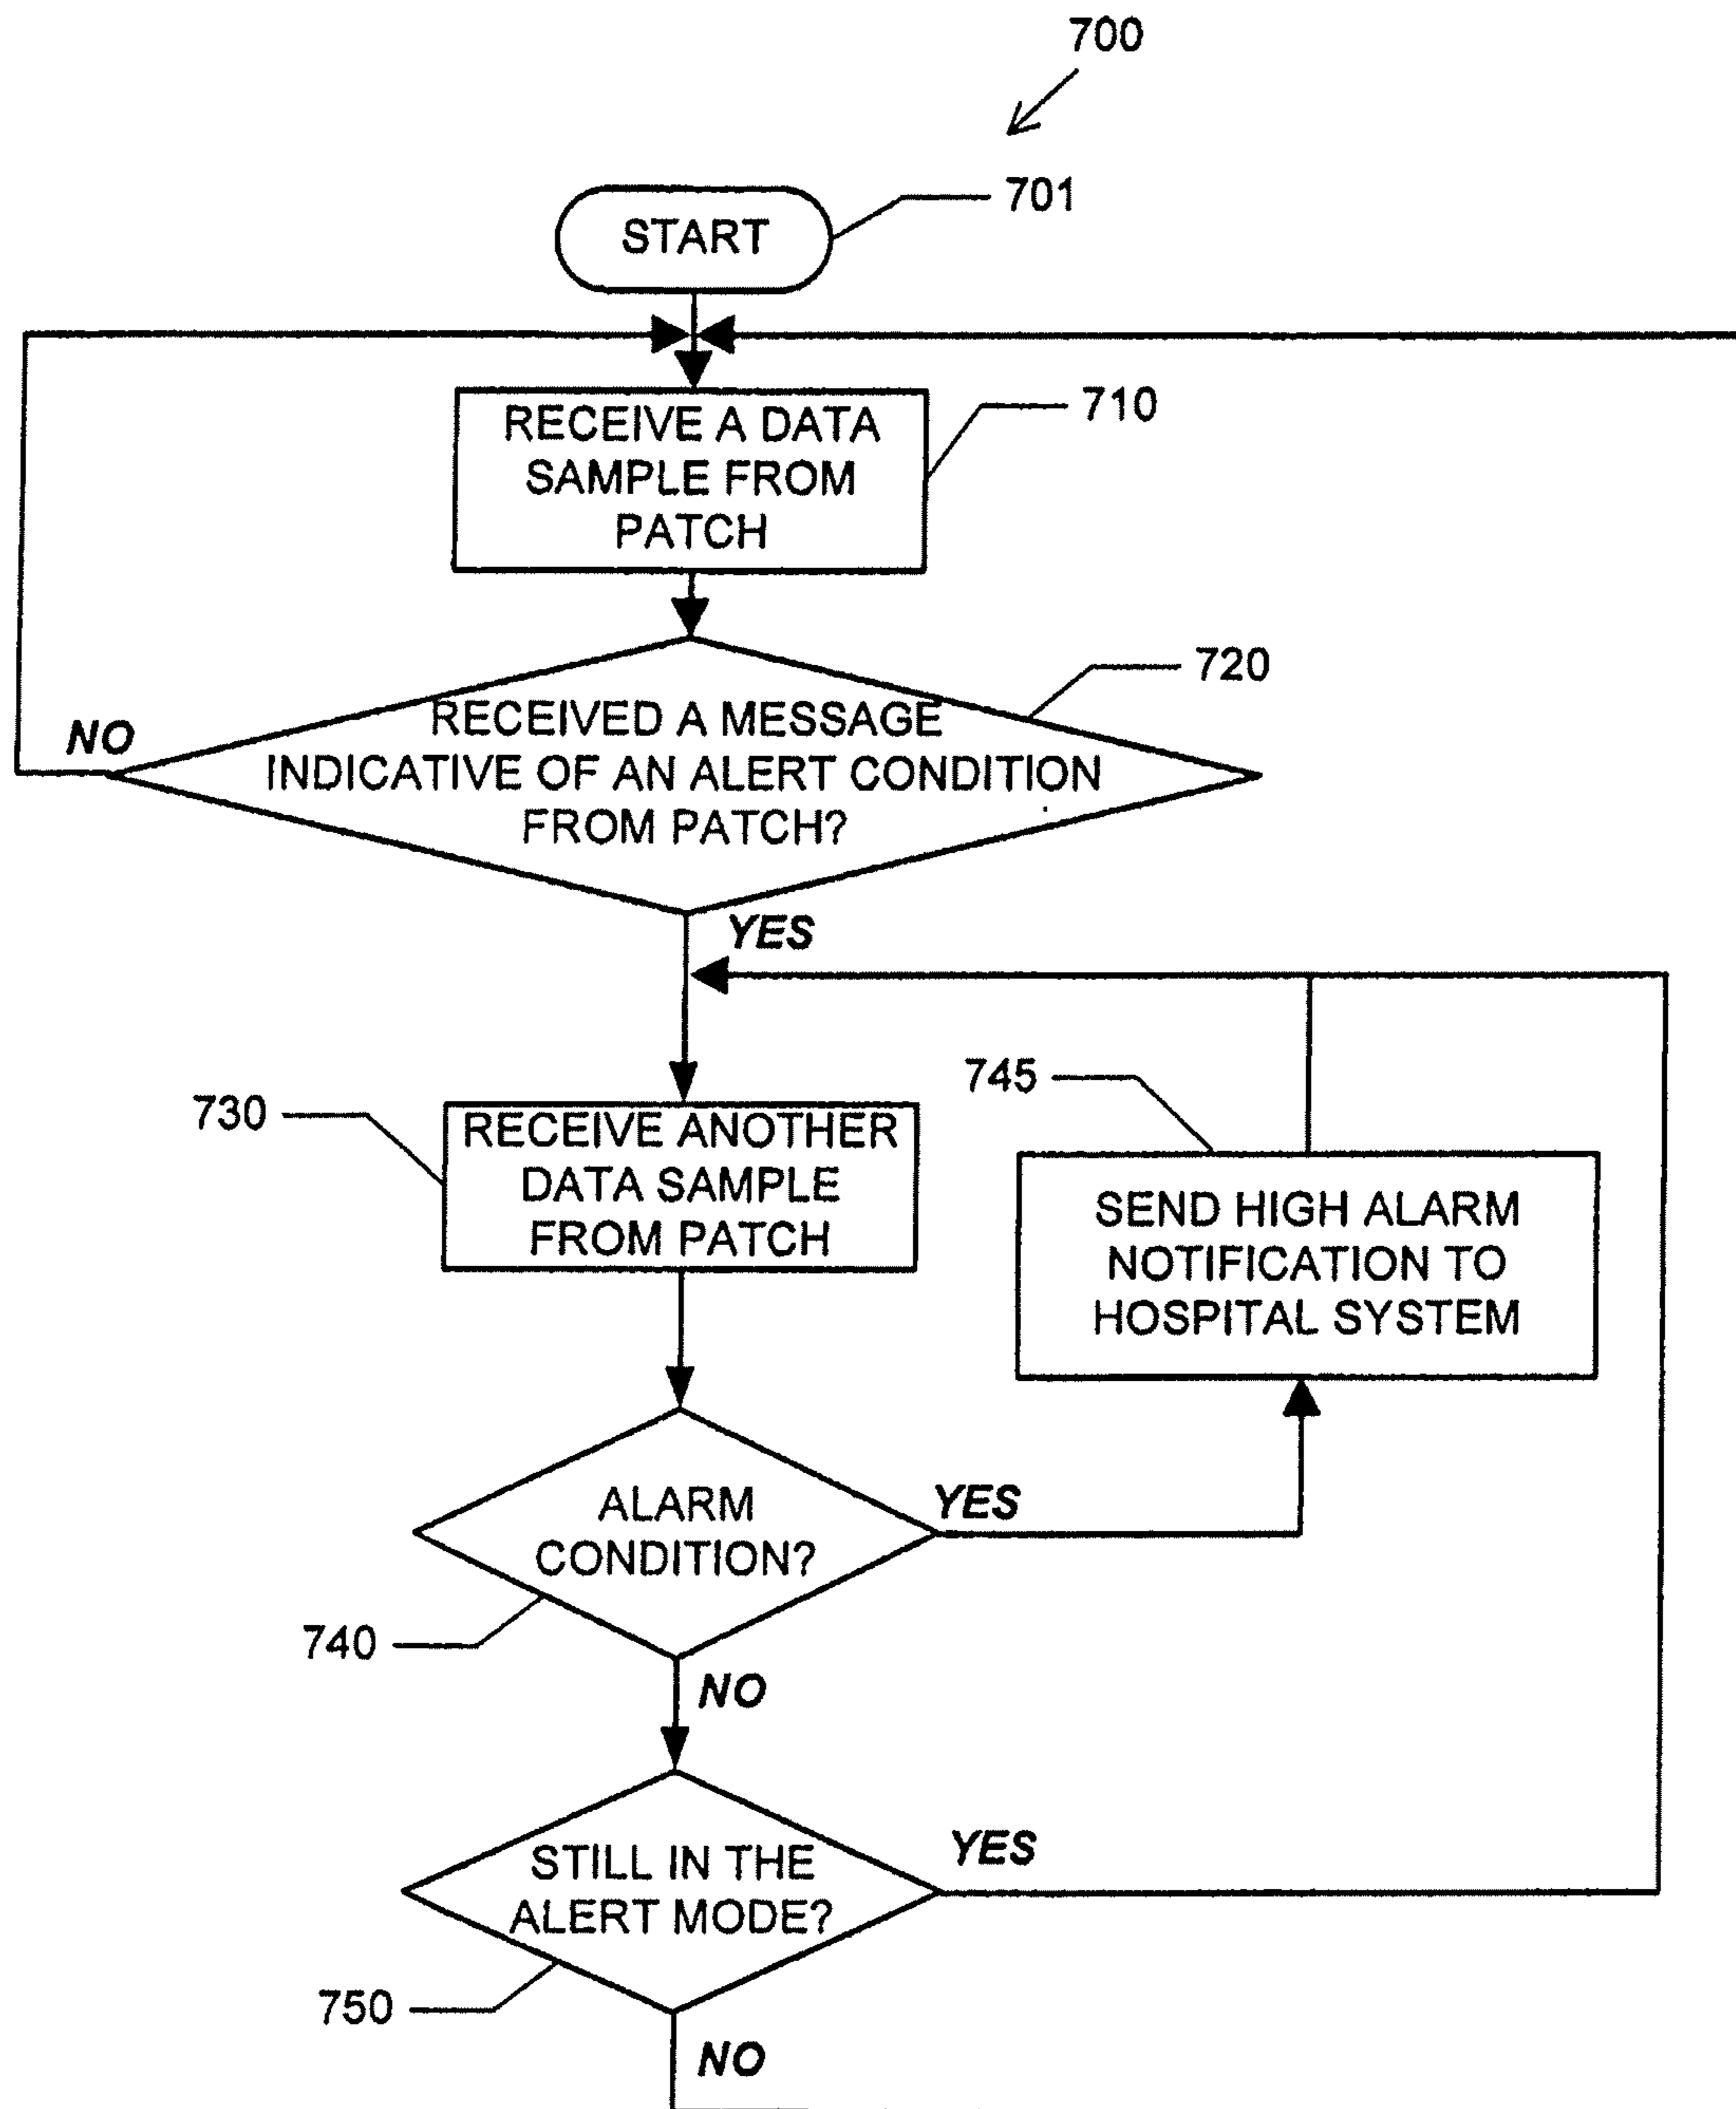 700
START
701
RECEIVE A DATA
SAMPLE FROM
PATCH
710
RECEIVED A MESSAGE
INDICATIVE OF AN ALERT CONDITION
FROM PATCH?
720
NO
YES
730
RECEIVE ANOTHER
DATA SAMPLE
FROM PATCH
745
SEND HIGH ALARM
NOTIFICATION TO
HOSPITAL SYSTEM
ALARM
CONDITION?
YES
740
NO
STILL IN THE
ALERT MODE?
YES
750
NO